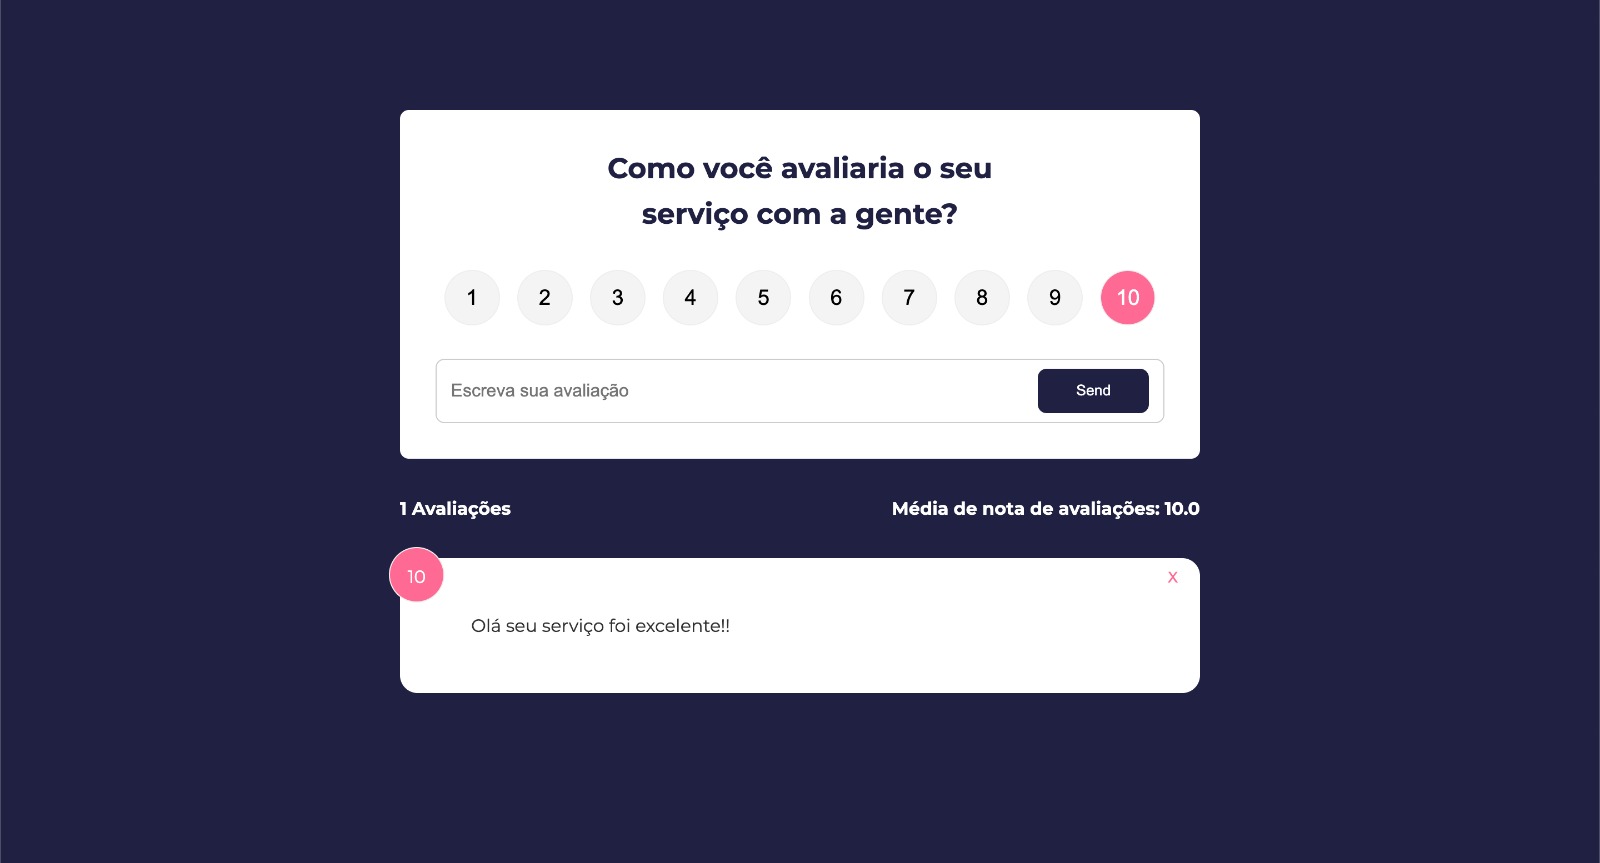 Como você avaliaria o seu
serviço com a gente?
1 2 3 4 5 6 7 8 9 10
Escreva sua avaliação
Send
1 Avaliações
Média de nota de avaliações: 10.0
10
X
Olá seu serviço foi excelente!!